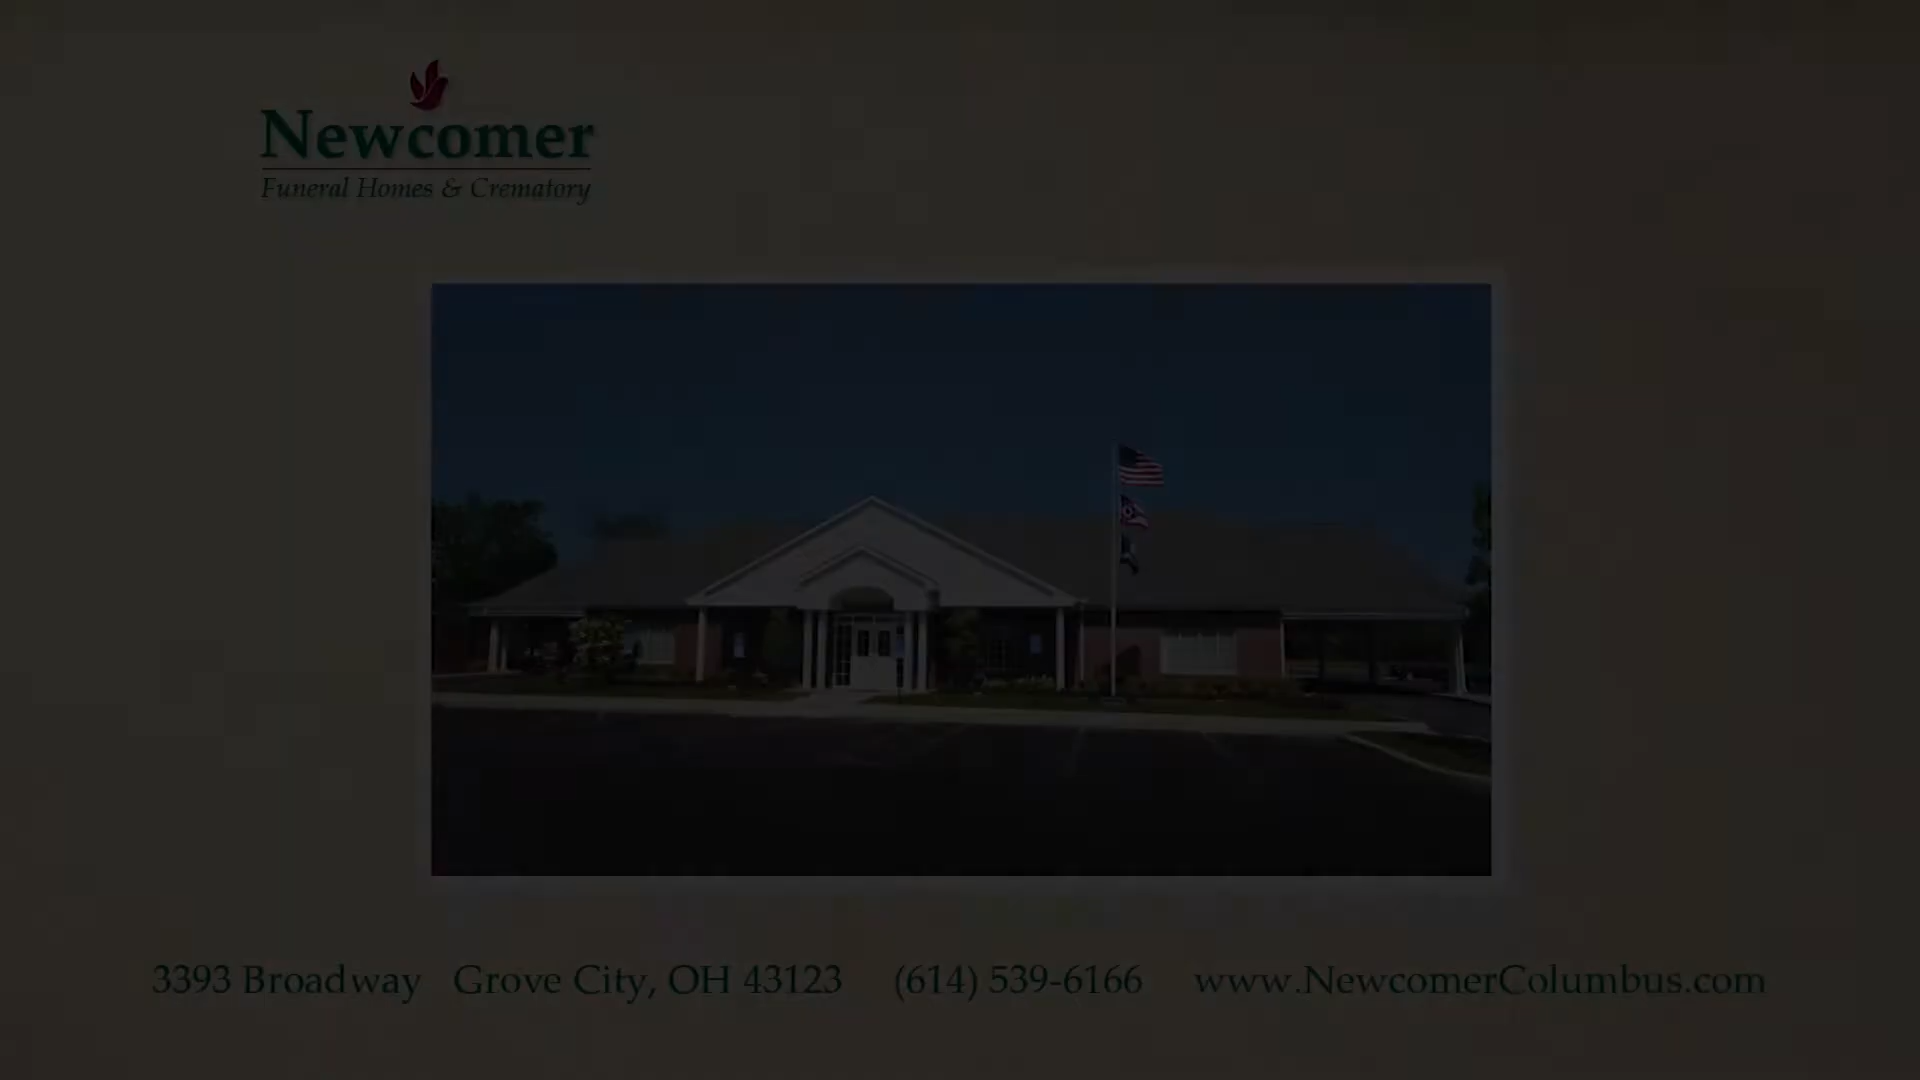 Newcomer
Funeral Homes & Crematory
3393 Broadway Grove City, OH 43123 (614) 539-6166 www.NewcomerColumbus.com